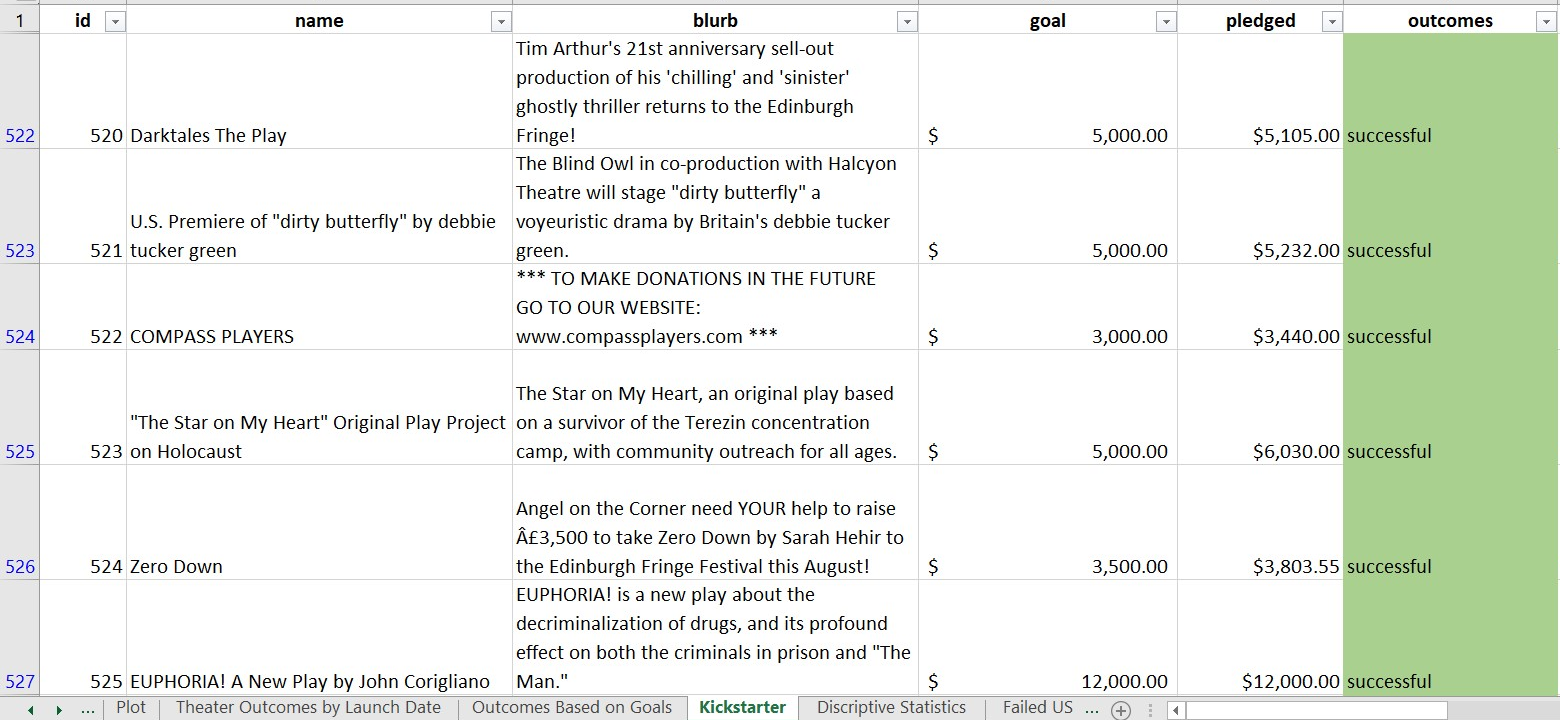 1 id name blurb goal pledged outcomes
Tim Arthur's 21st anniversary sell-out
production of his 'chilling' and 'sinister'
ghostly thriller returns to the Edinburgh
522 520 Darktales The Play Fringe! $ 5,000.00 $5,105.00 successful
The Blind Owl in co-production with Halcyon
Theatre will stage "dirty butterfly" a
U.S. Premiere of "dirty butterfly" by debbie voyeuristic drama by Britain's debbie tucker
523 521 tucker green green. $ 5,000.00 $5,232.00 successful
*** TO MAKE DONATIONS IN THE FUTURE
GO TO OUR WEBSITE:
524 522 COMPASS PLAYERS www.compassplayers.com *** $ 3,000.00 $3,440.00 successful
The Star on My Heart, an original play based
"The Star on My Heart" Original Play Project on a survivor of the Terezin concentration
525 523 on Holocaust camp, with community outreach for all ages. $ 5,000.00 $6,030.00 successful
Angel on the Corner need YOUR help to raise
Â£3,500 to take Zero Down by Sarah Hehir to
526 524 Zero Down the Edinburgh Fringe Festival this August! $ 3,500.00 $3,803.55 successful
EUPHORIA! is a new play about the
decriminalization of drugs, and its profound
effect on both the criminals in prison and "The
527 525 EUPHORIA! A New Play by John Corigliano Man." $ 12,000.00 $12,000.00 successful
... Plot Theater Outcomes by Launch Date Outcomes Based on Goals Kickstarter Discriptive Statistics Failed US ...